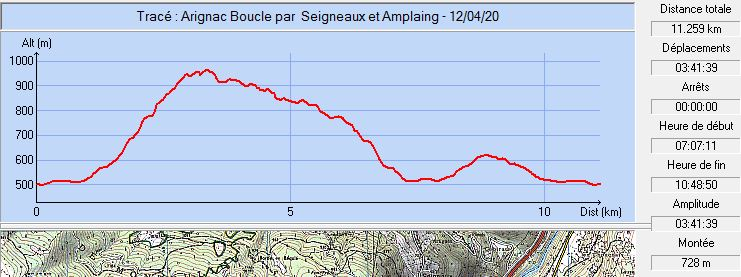 Tracé : Arignac Boucle par Seigneaux et Amplaing - 12/04/20
Alt (m)
1000
900
800
700
600
500
0
5
10
Dist (km)
Distance totale
11.259 km
Déplacements
03:41:39
Arrêts
00:00:00
Heure de début
07:07:11
Heure de fin
10:48:50
Amplitude
03:41:39
Montée
728 m